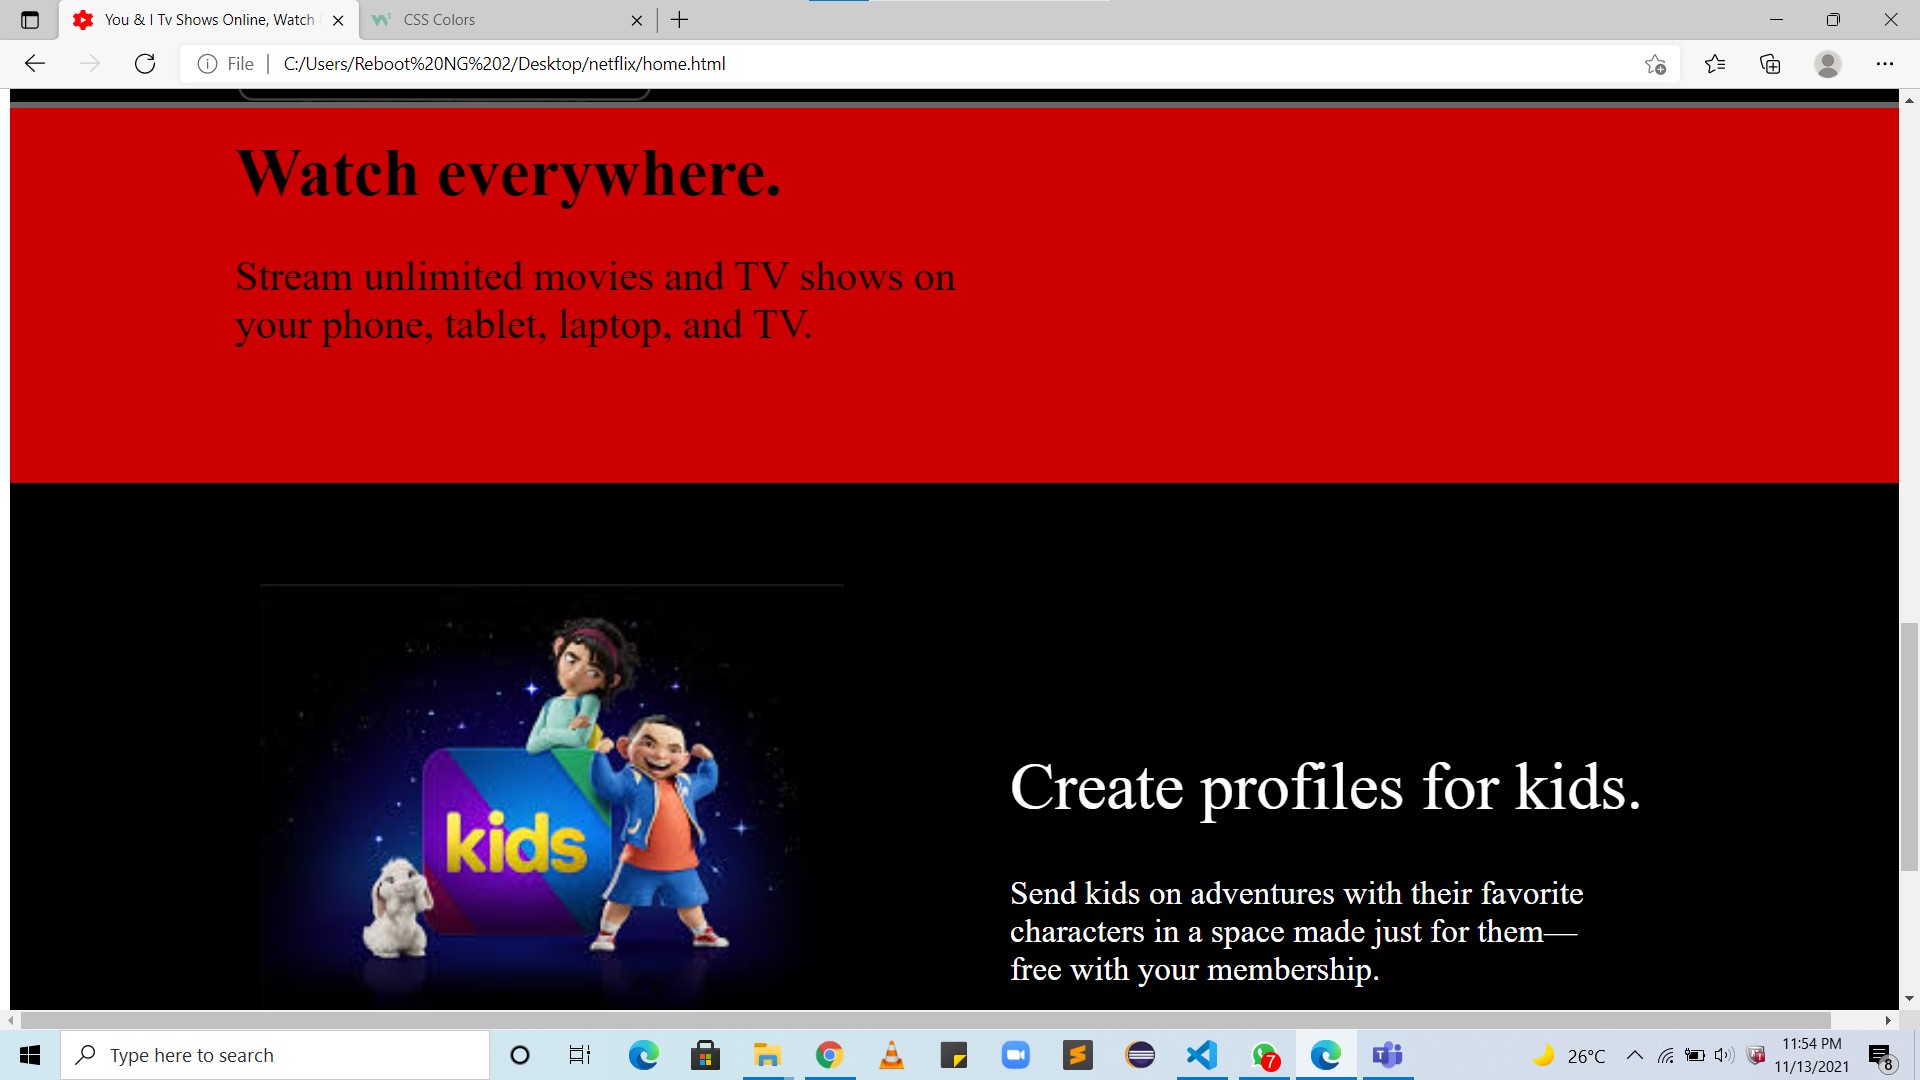 You & I Tv Shows Online, Watch
CSS Colors
File
C:/Users/Reboot%20NG%202/Desktop/netflix/home.html
Watch everywhere.
Stream unlimited movies and TV shows on
your phone, tablet, laptop, and TV.
kids
Create profiles for kids.
Send kids on adventures with their favorite
characters in a space made just for them—
free with your membership.
Type here to search
7
26°C
11:54 PM
11/13/2021
8